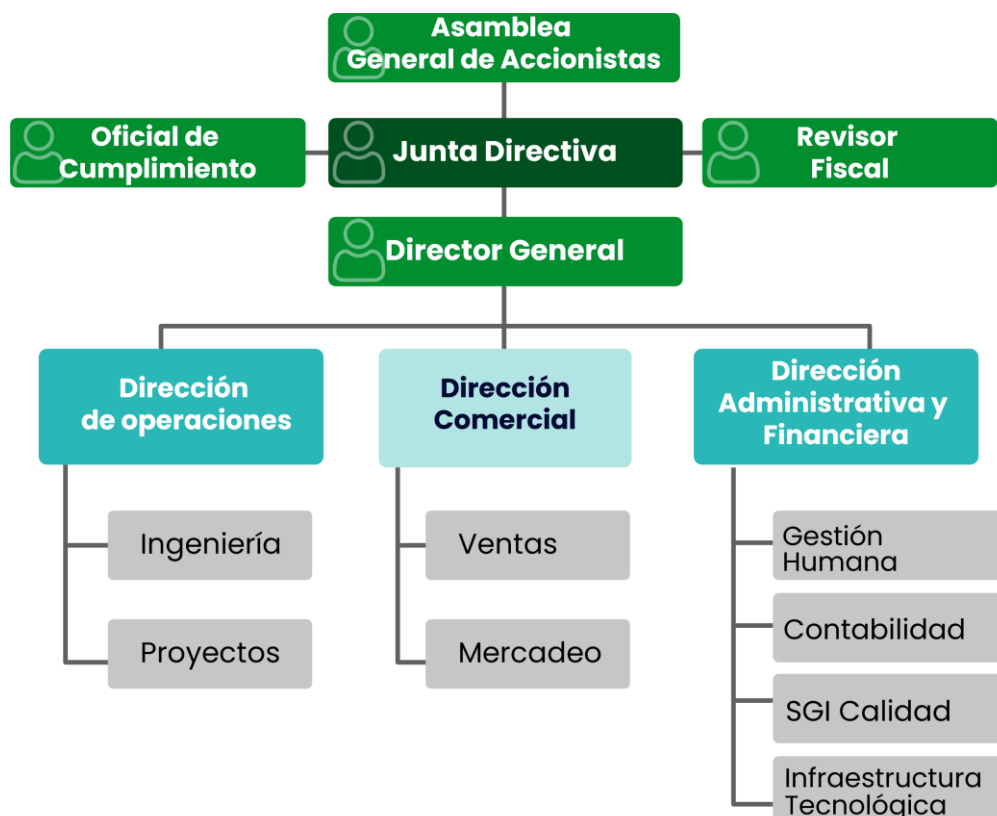 Asamblea
General de Accionistas
Oficial de
Cumplimiento
Junta Directiva
Revisor
Fiscal
Director General
Dirección
de operaciones
Dirección
Comercial
Dirección
Administrativa y
Financiera
Ingeniería
Proyectos
Ventas
Mercadeo
Gestión
Humana
Contabilidad
SGI Calidad
Infraestructura
Tecnológica